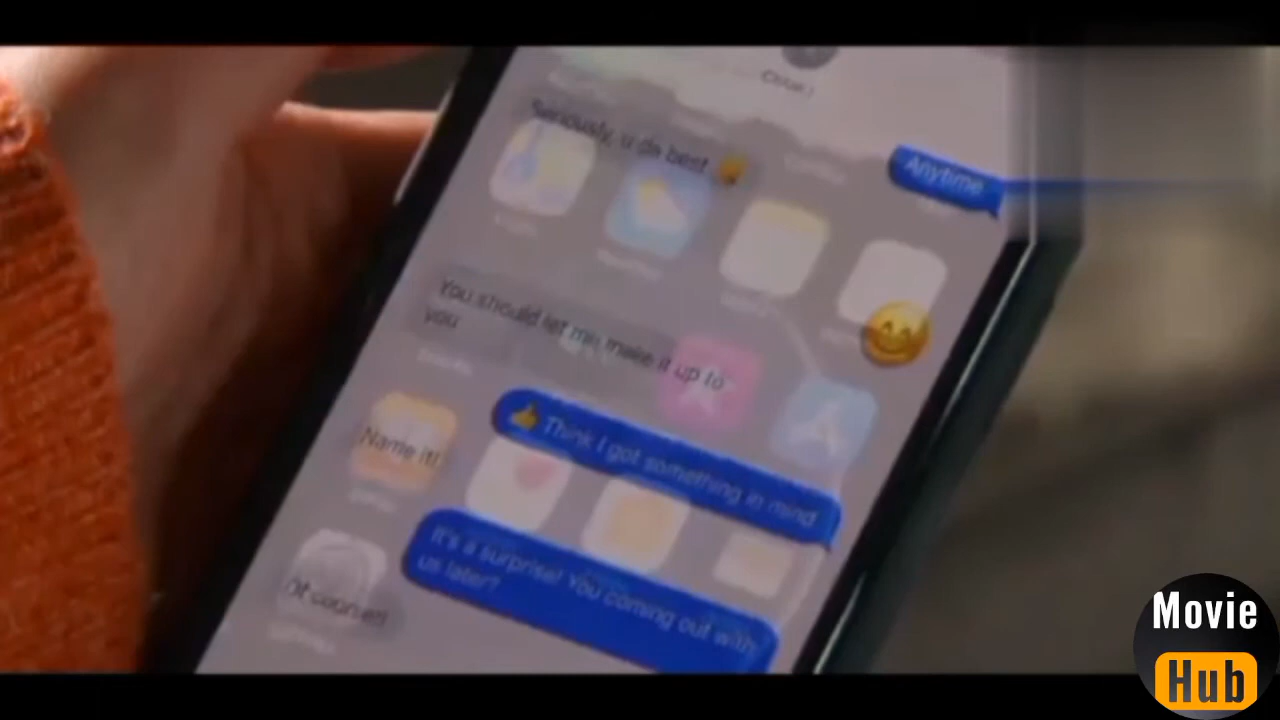 Seriously, u da best
Anytime
You should let me make it up to
you
👍 Think I got something in mind
Name it!
It's a surprise! You coming out with
us later?
Of course!!
Movie
Hub